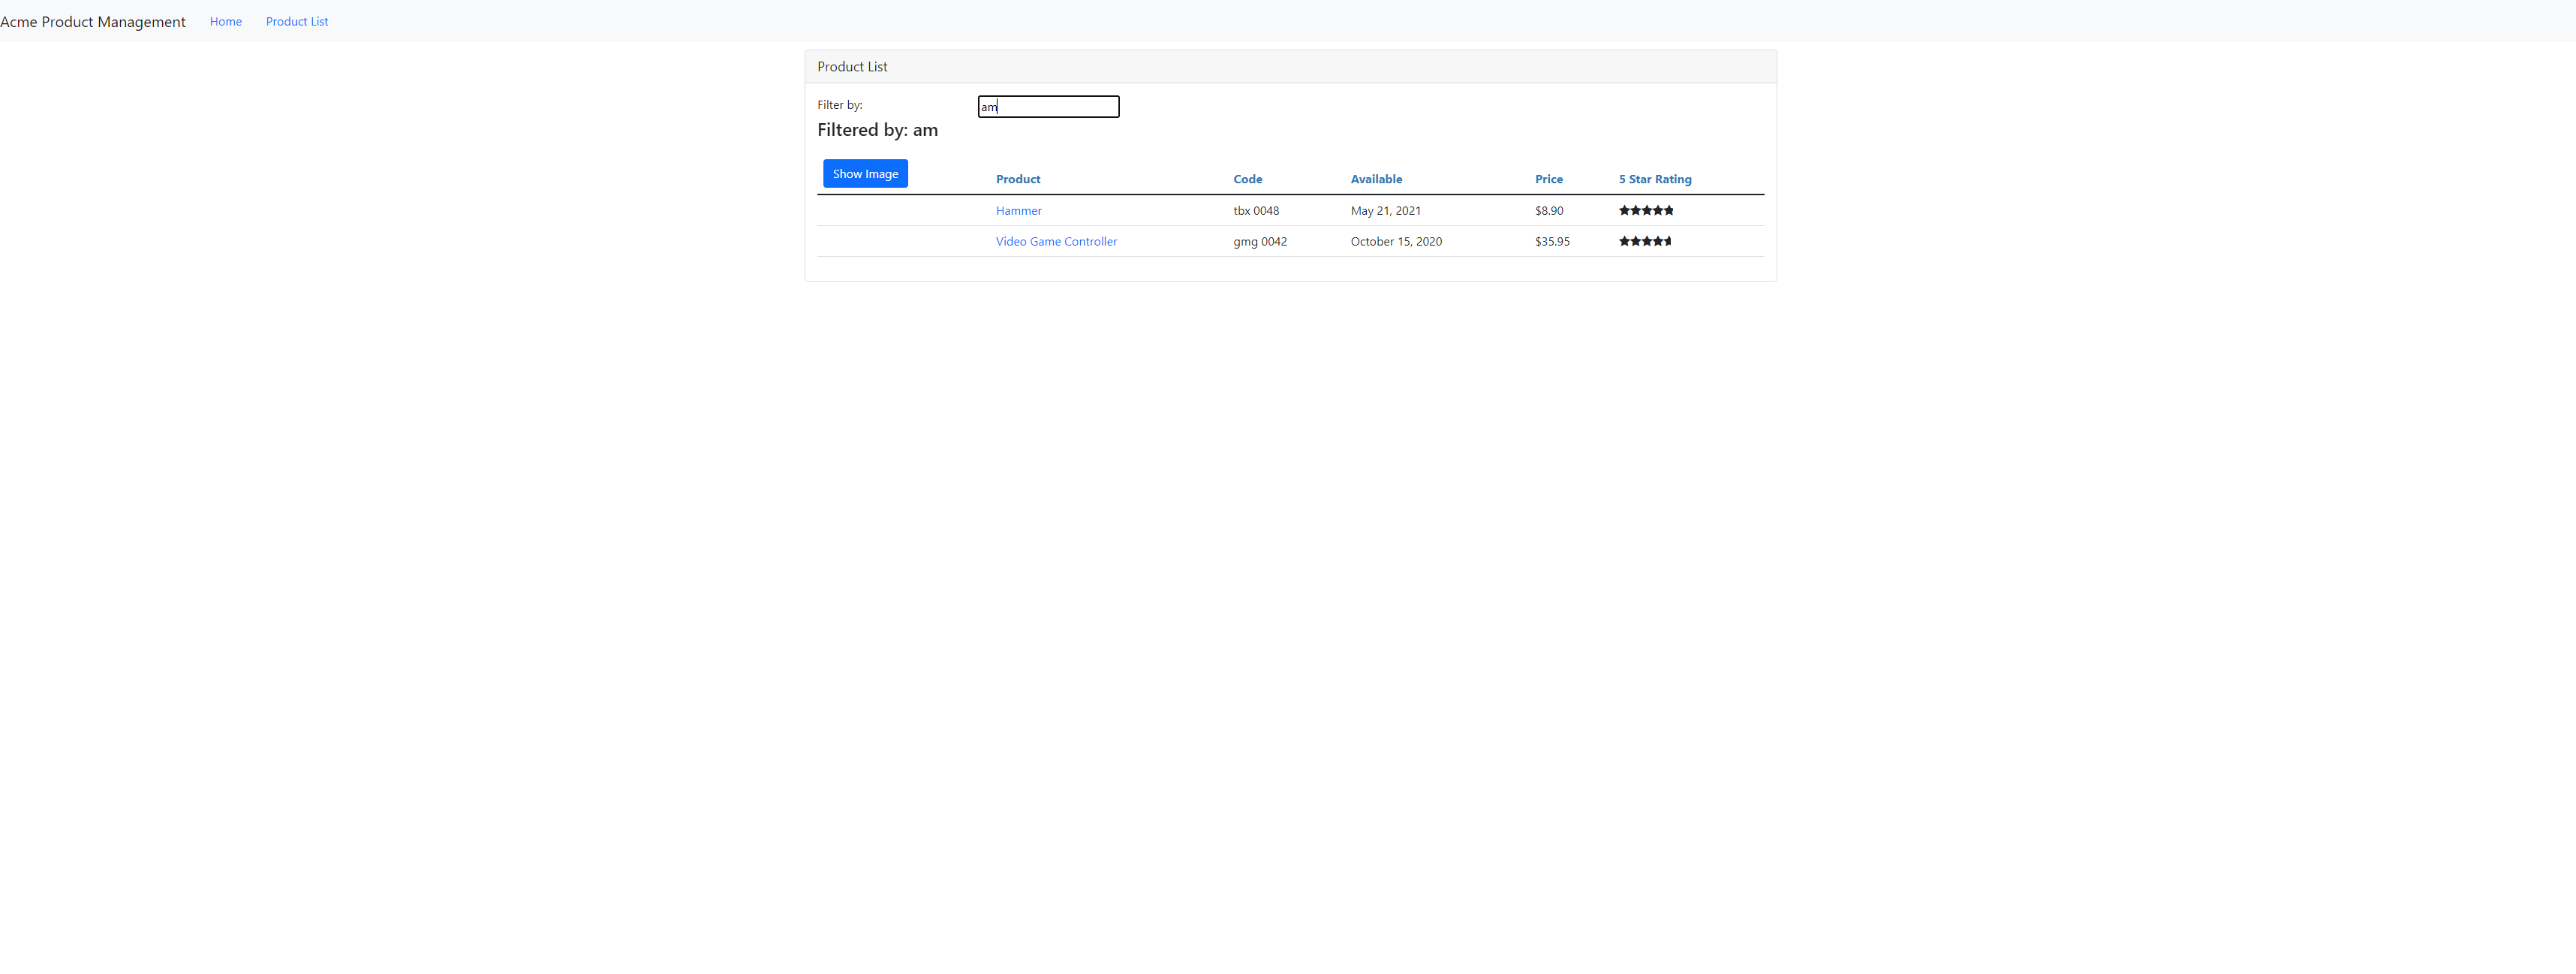 Acme Product Management Home Product List
Product List
Filter by: am
Filtered by: am
Show Image Product Code Available Price 5 Star Rating
Hammer tbx 0048 May 21, 2021 $8.90
Video Game Controller gmg 0042 October 15, 2020 $35.95